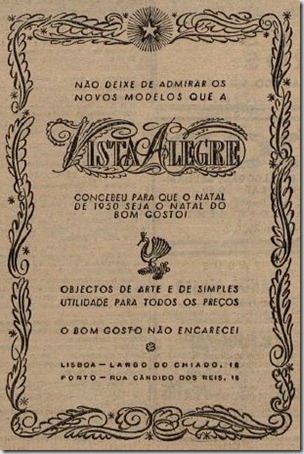 NÃO DEIXE DE ADMIRAR OS
NOVOS MODELOS QUE A
VISTA ALEGRE
CONCEBEU PARA QUE O NATAL
DE 1950 SEJA O NATAL DO
BOM GOSTO!
OBJECTOS DE ARTE E DE SIMPLES
UTILIDADE PARA TODOS OS PREÇOS
O BOM GOSTO NÃO ENCARECE!
LISBOA — LARGO DO CHIADO, 18
PORTO — RUA CÂNDIDO DOS REIS, 18